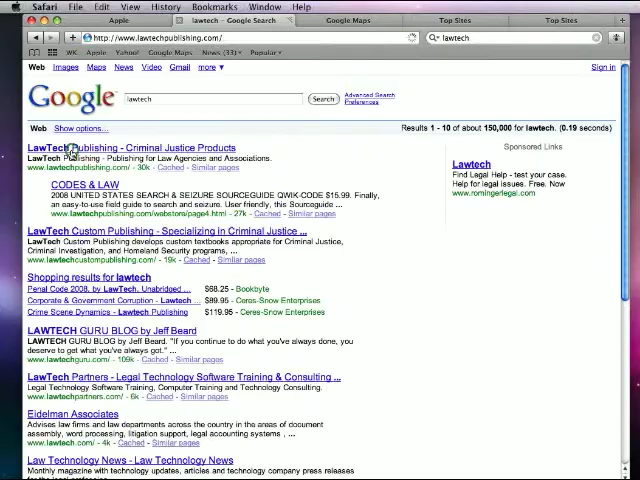 Safari File Edit View History Bookmarks Window Help
Apple lawtech – Google Search Google Maps Top Sites Top Sites
http://www.lawtechpublishing.com/ lawtech
WK Apple Yahoo! Google Maps News (33) Popular
Web Images Maps News Video Gmail more ▼ Sign in
Google lawtech Search Advanced Search
Preferences
Web Show options... Results 1 - 10 of about 150,000 for lawtech. (0.19 seconds)
LawTech Publishing - Criminal Justice Products
LawTech Publishing - Publishing for Law Agencies and Associations.
www.lawtechpublishing.com/ - 30k - Cached - Similar pages
CODES & LAW
2008 UNITED STATES SEARCH & SEIZURE SOURCEGUIDE QWIK-CODE $15.99. Finally,
an easy-to-use field guide to search and seizure. User friendly, this Sourceguide ...
www.lawtechpublishing.com/webstore/page4.html - 27k - Cached - Similar pages
LawTech Custom Publishing - Specializing in Criminal Justice ...
LawTech Custom Publishing develops custom textbooks appropriate for Criminal Justice,
Criminal Investigation, and Homeland Security programs, ...
www.lawtechcustompublishing.com/ - 19k - Cached - Similar pages
Shopping results for lawtech
Penal Code 2008, by LawTech, Unabridged ... $68.25 - Bookbyte
Corporate & Government Corruption - Lawtech ... $89.95 - Ceres-Snow Enterprises
Crime Scene Dynamics - Lawtech Publishing $119.95 - Ceres-Snow Enterprises
LAWTECH GURU BLOG by Jeff Beard
LAWTECH GURU BLOG by Jeff Beard. "If you continue to do what you've always done, you
deserve to get what you've always got." ...
www.lawtechguru.com/ - 109k - Cached - Similar pages
LawTech Partners - Legal Technology Software Training & Consulting ...
Legal Technology Software Training, Computer Training and Technology Consulting.
www.lawtechpartners.com/ - 6k - Cached - Similar pages
Eidelman Associates
Advises law firms and law departments across the country in the areas of document
assembly, word processing, litigation support, legal accounting systems , ...
www.lawtech.com/ - 4k - Cached - Similar pages
Law Technology News - Law Technology News
Monthly magazine with technology updates, articles and technology company press releases
for the legal profession.
Sponsored Links
Lawtech
Find Legal Help - test your case.
Help for legal issues. Free. Now
www.romingerlegal.com